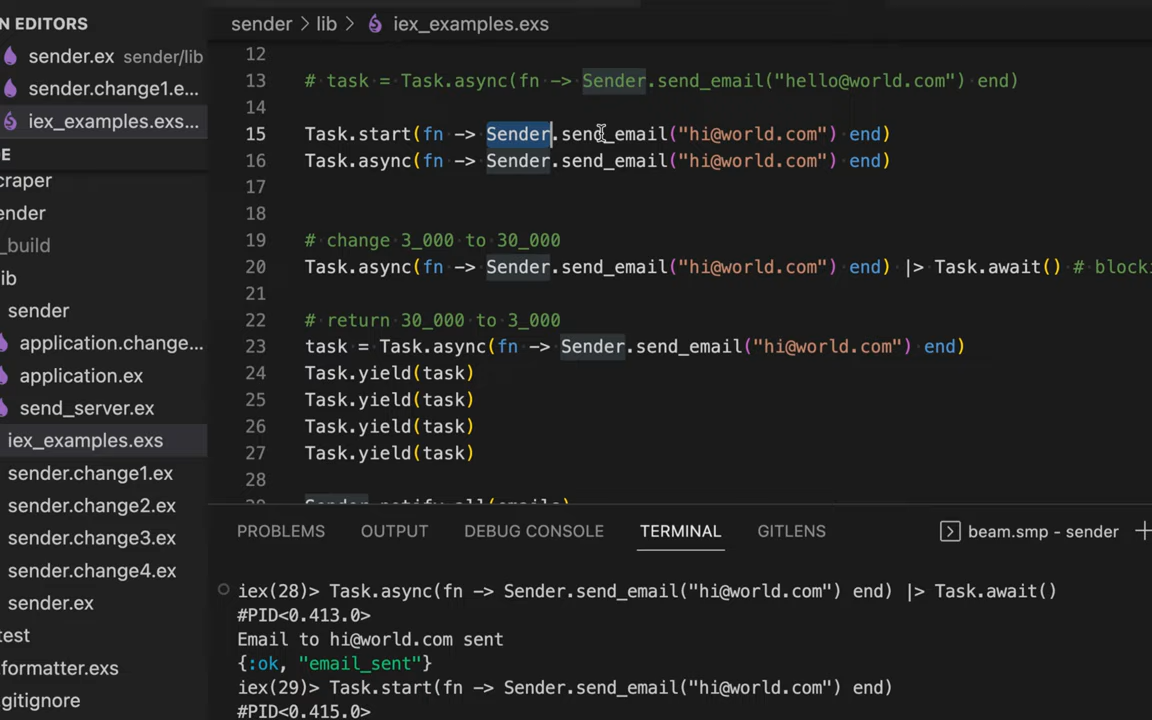 N EDITORS
sender.ex sender/lib
sender.change1.e...
iex_examples.exs...
E
craper
ender
_build
ib
sender
application.change...
application.ex
send_server.ex
iex_examples.exs
sender.change1.ex
sender.change2.ex
sender.change3.ex
sender.change4.ex
sender.ex
test
formatter.exs
gitignore
sender > lib > iex_examples.exs
12
13 # task = Task.async(fn -> Sender.send_email("hello@world.com") end)
14
15 Task.start(fn -> Sender.send_email("hi@world.com") end)
16 Task.async(fn -> Sender.send_email("hi@world.com") end)
17
18
19 # change 3_000 to 30_000
20 Task.async(fn -> Sender.send_email("hi@world.com") end) |> Task.await() # blocki
21
22 # return 30_000 to 3_000
23 task = Task.async(fn -> Sender.send_email("hi@world.com") end)
24 Task.yield(task)
25 Task.yield(task)
26 Task.yield(task)
27 Task.yield(task)
28
Sender.notify_all(emails)
PROBLEMS OUTPUT DEBUG CONSOLE TERMINAL GITLENS beam.smp - sender
iex(28)> Task.async(fn -> Sender.send_email("hi@world.com") end) |> Task.await()
#PID<0.413.0>
Email to hi@world.com sent
{:ok, "email_sent"}
iex(29)> Task.start(fn -> Sender.send_email("hi@world.com") end)
#PID<0.415.0>